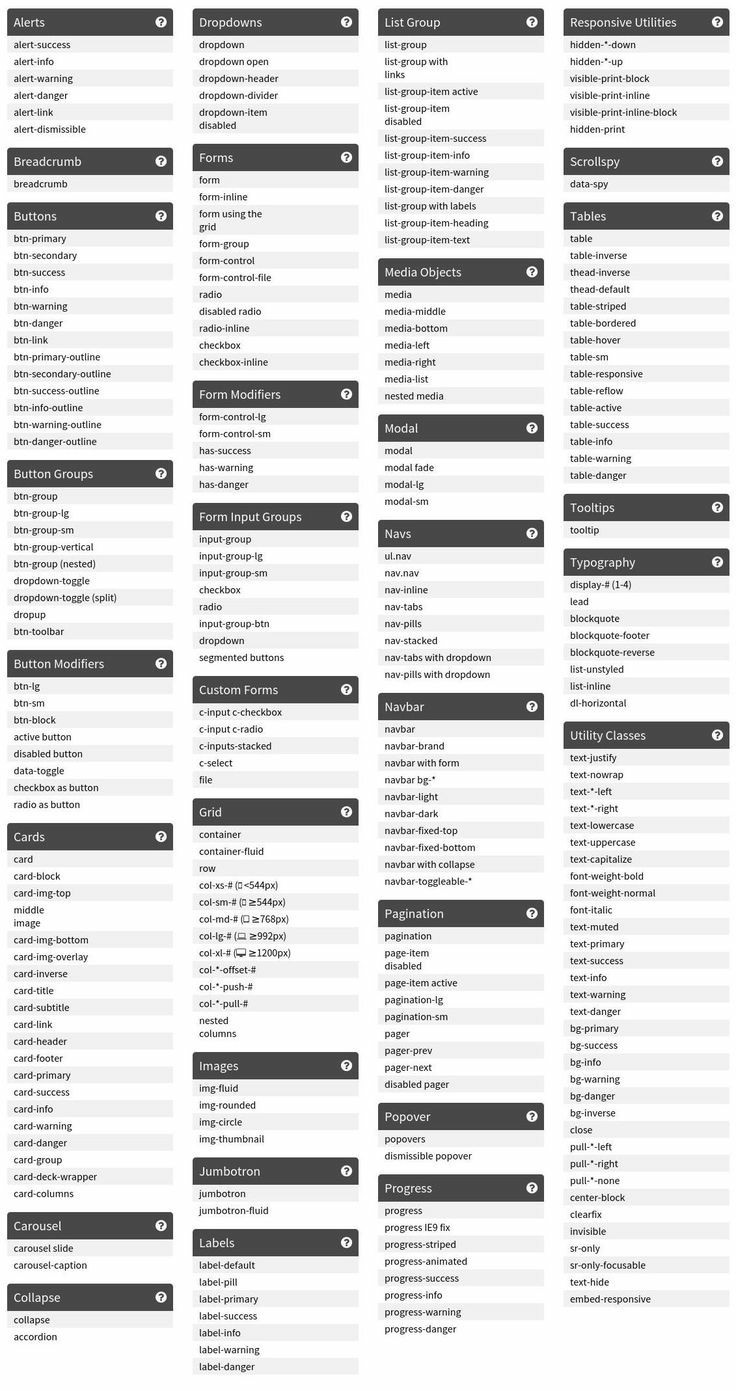 Alerts
alert-success
alert-info
alert-warning
alert-danger
alert-link
alert-dismissible
Breadcrumb
breadcrumb
Buttons
btn-primary
btn-secondary
btn-success
btn-info
btn-warning
btn-danger
btn-link
btn-primary-outline
btn-secondary-outline
btn-success-outline
btn-info-outline
btn-warning-outline
btn-danger-outline
Button Groups
btn-group
btn-group-lg
btn-group-sm
btn-group-vertical
btn-group (nested)
dropdown-toggle
dropdown-toggle (split)
dropup
btn-toolbar
Button Modifiers
btn-lg
btn-sm
btn-block
active button
disabled button
data-toggle
checkbox as button
radio as button
Cards
card
card-block
card-img-top
middle
image
card-img-bottom
card-img-overlay
card-inverse
card-title
card-subtitle
card-link
card-header
card-footer
card-primary
card-success
card-info
card-warning
card-danger
card-group
card-deck-wrapper
card-columns
Carousel
carousel slide
carousel-caption
Collapse
collapse
accordion
Dropdowns
dropdown
dropdown open
dropdown-header
dropdown-divider
dropdown-item
disabled
Forms
form
form-inline
form using the
grid
form-group
form-control
form-control-file
radio
disabled radio
radio-inline
checkbox
checkbox-inline
Form Modifiers
form-control-lg
form-control-sm
has-success
has-warning
has-danger
Form Input Groups
input-group
input-group-lg
input-group-sm
checkbox
radio
input-group-btn
dropdown
segmented buttons
Custom Forms
c-input c-checkbox
c-input c-radio
c-inputs-stacked
c-select
file
Grid
container
container-fluid
row
col-xs-# (<544px)
col-sm-# (≥544px)
col-md-# (≥768px)
col-lg-# (≥992px)
col-xl-# (≥1200px)
col-*-offset-#
col-*-push-#
col-*-pull-#
nested
columns
Images
img-fluid
img-rounded
img-circle
img-thumbnail
Jumbotron
jumbotron
jumbotron-fluid
Labels
label-default
label-pill
label-primary
label-success
label-info
label-warning
label-danger
List Group
list-group
list-group with
links
list-group-item active
list-group-item
disabled
list-group-item-success
list-group-item-info
list-group-item-warning
list-group-item-danger
list-group with labels
list-group-item-heading
list-group-item-text
Media Objects
media
media-middle
media-bottom
media-left
media-right
media-list
nested media
Modal
modal
modal fade
modal-lg
modal-sm
Navs
ul.nav
nav.nav
nav-inline
nav-tabs
nav-pills
nav-stacked
nav-tabs with dropdown
nav-pills with dropdown
Navbar
navbar
navbar-brand
navbar with form
navbar bg-*
navbar-light
navbar-dark
navbar-fixed-top
navbar-fixed-bottom
navbar with collapse
navbar-toggleable-*
Pagination
pagination
page-item
disabled
page-item active
pagination-lg
pagination-sm
pager
pager-prev
pager-next
disabled pager
Popover
popovers
dismissible popover
Progress
progress
progress IE9 fix
progress-striped
progress-animated
progress-success
progress-info
progress-warning
progress-danger
Responsive Utilities
hidden-*-down
hidden-*-up
visible-print-block
visible-print-inline
visible-print-inline-block
hidden-print
Scrollspy
data-spy
Tables
table
table-inverse
thead-inverse
thead-default
table-striped
table-bordered
table-hover
table-sm
table-responsive
table-reflow
table-active
table-success
table-info
table-warning
table-danger
Tooltips
tooltip
Typography
display-# (1-4)
lead
blockquote
blockquote-footer
blockquote-reverse
list-unstyled
list-inline
dl-horizontal
Utility Classes
text-justify
text-nowrap
text-*-left
text-*-right
text-lowercase
text-uppercase
text-capitalize
font-weight-bold
font-weight-normal
font-italic
text-muted
text-primary
text-success
text-info
text-warning
text-danger
bg-primary
bg-success
bg-info
bg-warning
bg-danger
bg-inverse
close
pull-*-left
pull-*-right
pull-*-none
center-block
clearfix
invisible
sr-only
sr-only-focusable
text-hide
embed-responsive